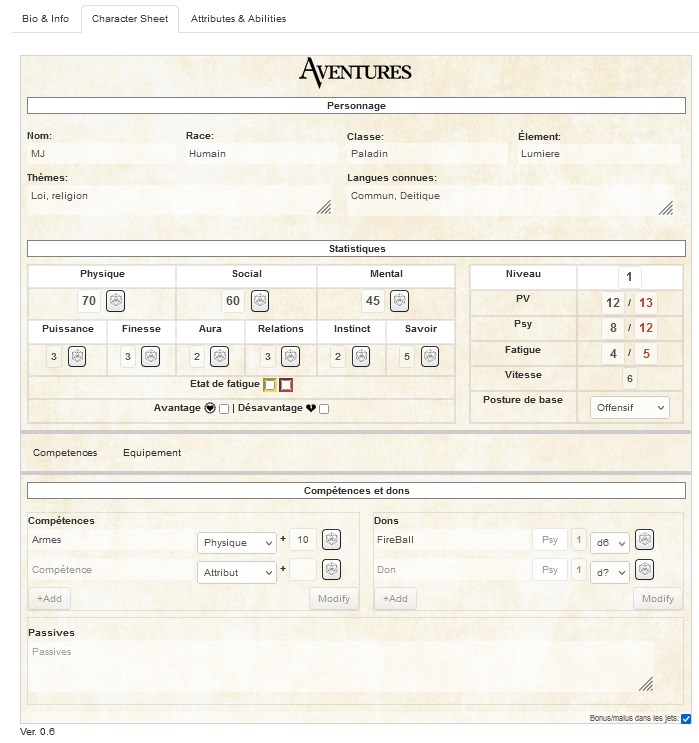 Bio & Info Character Sheet Attributes & Abilities
AVENTURES
Personnage
Nom: Race: Classe: Élement:
MJ Humain Paladin Lumiere
Thèmes: Langues connues:
Loi, religion Commun, Deitique
Statistiques
Physique Social Mental Niveau 1
70 60 45 PV 12 / 13
Puissance Finesse Aura Relations Instinct Savoir Psy 8 / 12
3 3 2 3 2 5 Fatigue 4 / 5
Etat de fatigue Vitesse 6
Avantage | Désavantage Posture de base Offensif
Competences Equipement
Compétences et dons
Compétences Dons
Armes Physique + 10 FireBall Psy 1 d6
Compétence Attribut + Don Psy 1 d?
+Add Modify +Add Modify
Passives
Passives
Bonus/malus dans les jets:
Ver. 0.6